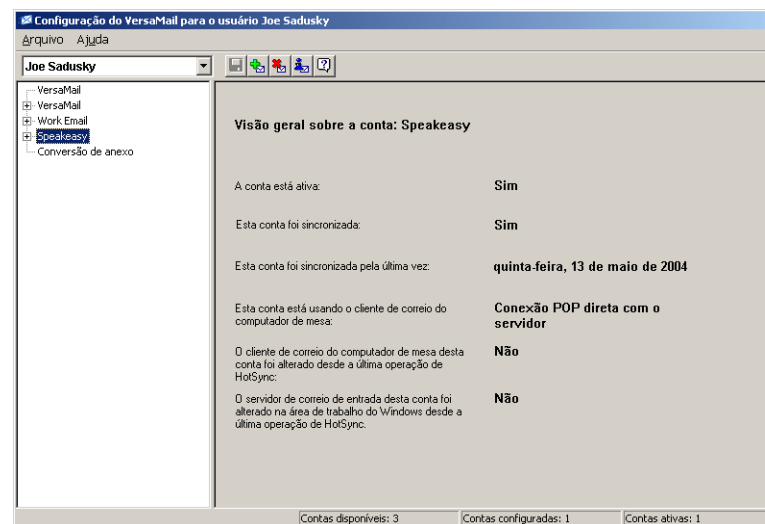 Configuração do VersaMail para o usuário Joe Sadusky
Arquivo Ajuda
Joe Sadusky
VersaMail
VersaMail
Work Email
Speakeasy
Conversão de anexo
Visão geral sobre a conta: Speakeasy
A conta está ativa: Sim
Esta conta foi sincronizada: Sim
Esta conta foi sincronizada pela última vez: quinta-feira, 13 de maio de 2004
Esta conta está usando o cliente de correio do
computador de mesa:
Conexão POP direta com o
servidor
O cliente de correio do computador de mesa desta
conta foi alterado desde a última operação de
HotSync:
Não
O servidor de correio de entrada desta conta foi
alterado na área de trabalho do Windows desde a
última operação de HotSync.
Não
Contas disponíveis: 3 Contas configuradas: 1 Contas ativas: 1